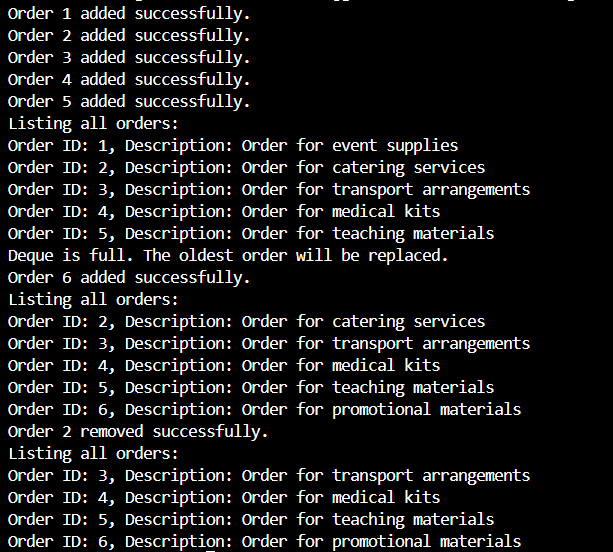 Order 1 added successfully.
Order 2 added successfully.
Order 3 added successfully.
Order 4 added successfully.
Order 5 added successfully.
Listing all orders:
Order ID: 1, Description: Order for event supplies
Order ID: 2, Description: Order for catering services
Order ID: 3, Description: Order for transport arrangements
Order ID: 4, Description: Order for medical kits
Order ID: 5, Description: Order for teaching materials
Deque is full. The oldest order will be replaced.
Order 6 added successfully.
Listing all orders:
Order ID: 2, Description: Order for catering services
Order ID: 3, Description: Order for transport arrangements
Order ID: 4, Description: Order for medical kits
Order ID: 5, Description: Order for teaching materials
Order ID: 6, Description: Order for promotional materials
Order 2 removed successfully.
Listing all orders:
Order ID: 3, Description: Order for transport arrangements
Order ID: 4, Description: Order for medical kits
Order ID: 5, Description: Order for teaching materials
Order ID: 6, Description: Order for promotional materials